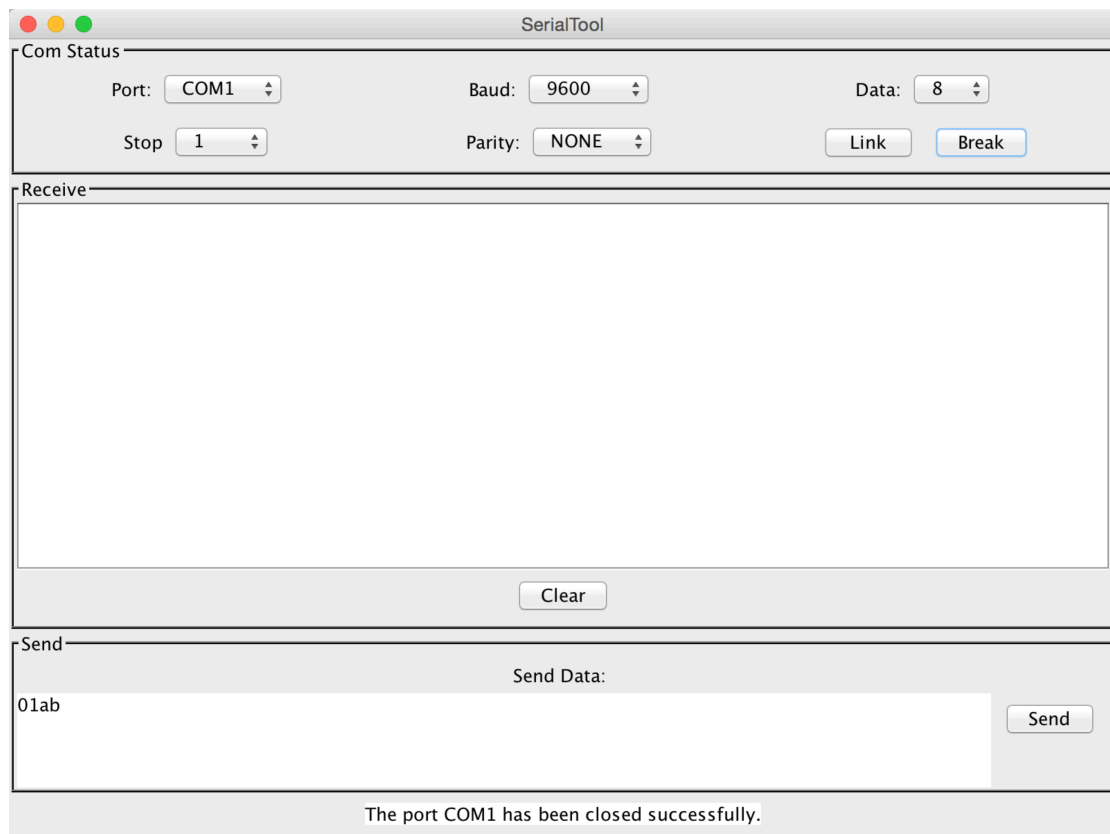 SerialTool
Com Status
Port: COM1 Baud: 9600 Data: 8
Stop 1 Parity: NONE Link Break
Receive
Clear
Send
Send Data:
01ab
Send
The port COM1 has been closed successfully.